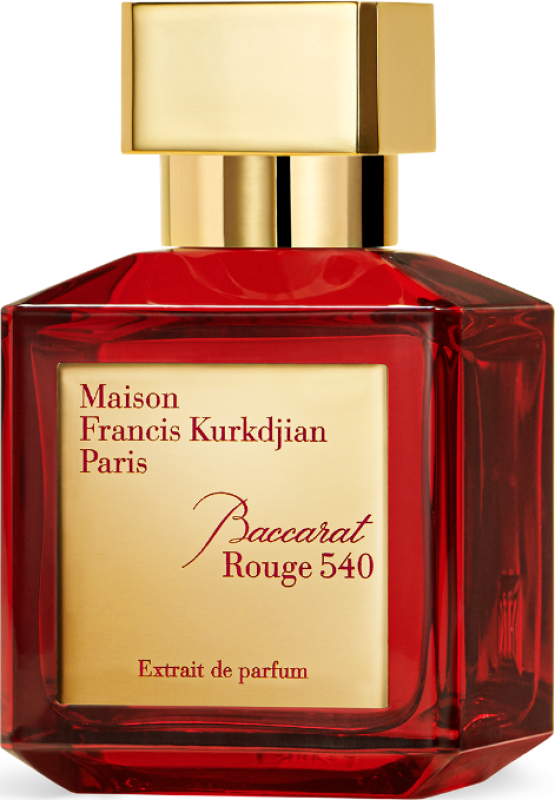 Maison
Francis Kurkdjian
Paris
Baccarat
Rouge 540
Extrait de parfum